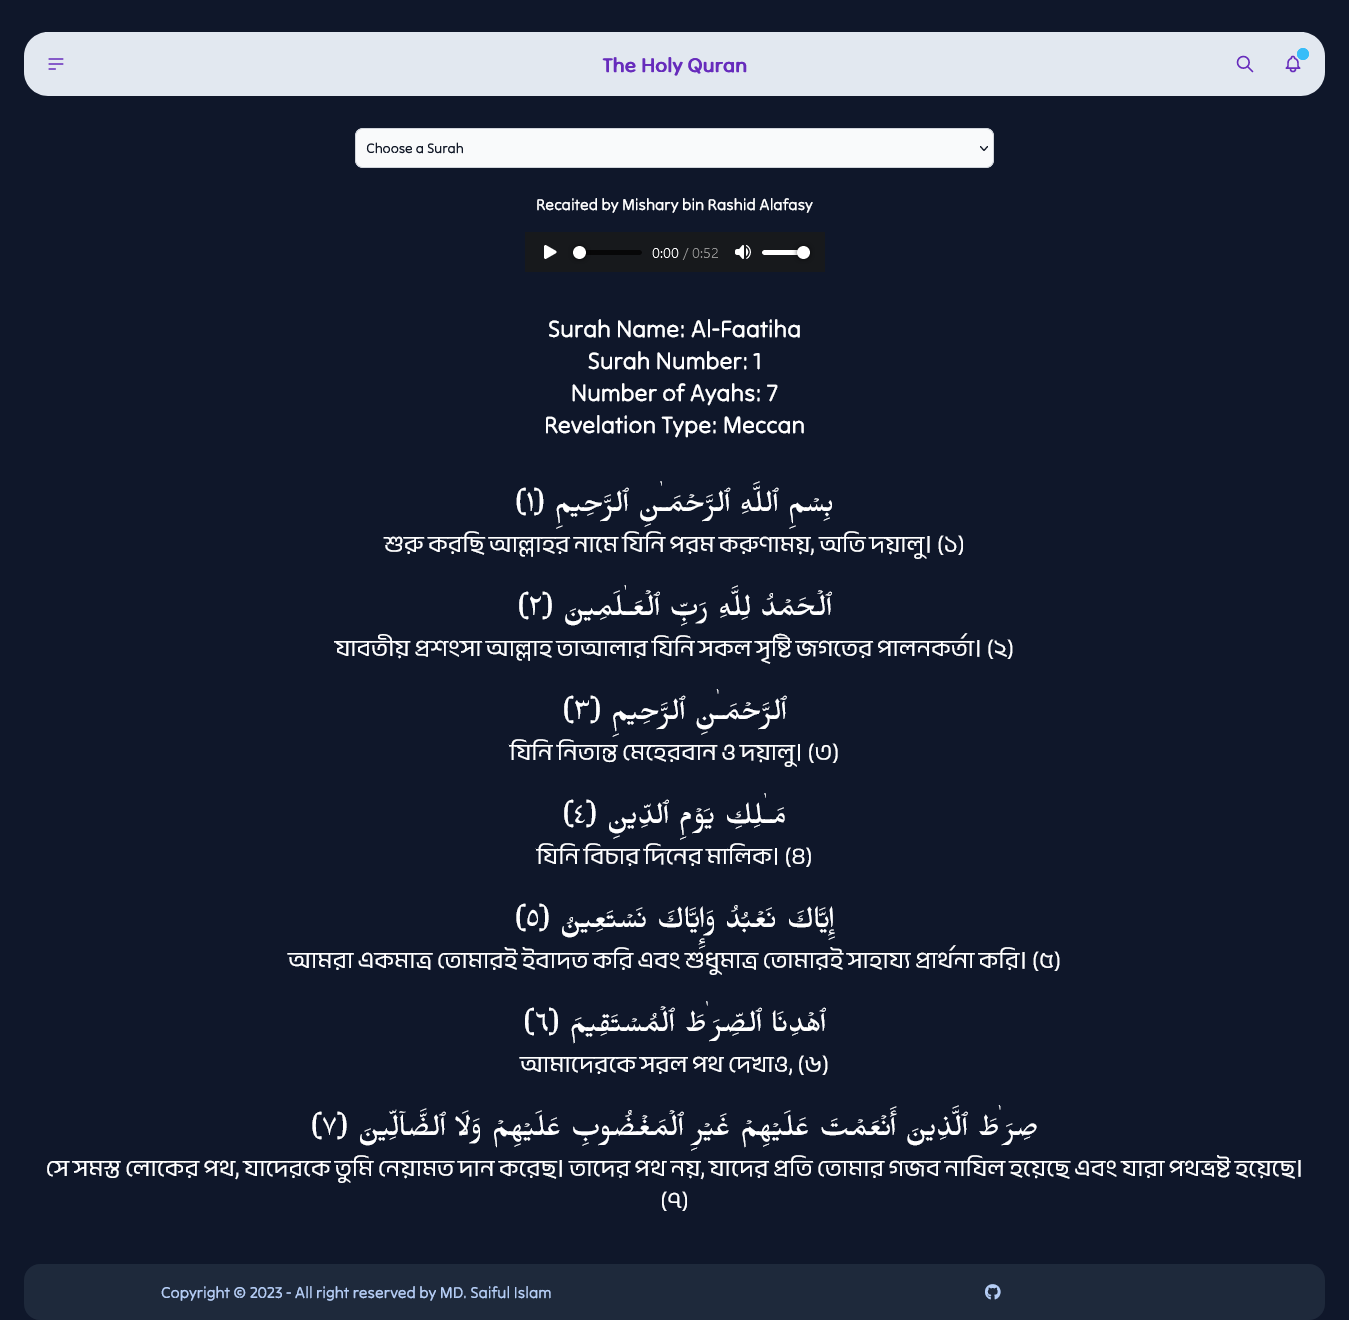 The Holy Quran
Choose a Surah
Recaited by Mishary bin Rashid Alafasy
0:00 / 0:52
Surah Name: Al-Faatiha
Surah Number: 1
Number of Ayahs: 7
Revelation Type: Meccan
بِسْمِ ٱللَّهِ ٱلرَّحْمَـٰنِ ٱلرَّحِيمِ (١)
শুরু করছি আল্লাহর নামে যিনি পরম করুণাময়, অতি দয়ালু। (১)
ٱلْحَمْدُ لِلَّهِ رَبِّ ٱلْعَـٰلَمِينَ (٢)
যাবতীয় প্রশংসা আল্লাহ তাআলার যিনি সকল সৃষ্টি জগতের পালনকর্তা। (২)
ٱلرَّحْمَـٰنِ ٱلرَّحِيمِ (٣)
যিনি নিতান্ত মেহেরবান ও দয়ালু। (৩)
مَـٰلِكِ يَوْمِ ٱلدِّينِ (٤)
যিনি বিচার দিনের মালিক। (৪)
إِيَّاكَ نَعْبُدُ وَإِيَّاكَ نَسْتَعِينُ (٥)
আমরা একমাত্র তোমারই ইবাদত করি এবং শুধুমাত্র তোমারই সাহায্য প্রার্থনা করি। (৫)
ٱهْدِنَا ٱلصِّرَٰطَ ٱلْمُسْتَقِيمَ (٦)
আমাদেরকে সরল পথ দেখাও, (৬)
صِرَٰطَ ٱلَّذِينَ أَنْعَمْتَ عَلَيْهِمْ غَيْرِ ٱلْمَغْضُوبِ عَلَيْهِمْ وَلَا ٱلضَّآلِّينَ (٧)
সে সমস্ত লোকের পথ, যাদেরকে তুমি নেয়ামত দান করেছ। তাদের পথ নয়, যাদের প্রতি তোমার গজব নাযিল হয়েছে এবং যারা পথভ্রষ্ট হয়েছে।
(৭)
Copyright © 2023 - All right reserved by MD. Saiful Islam